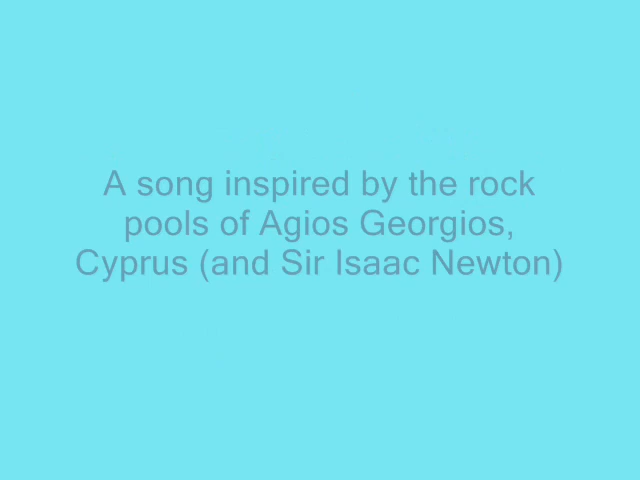 A song inspired by the rock
pools of Agios Georgios,
Cyprus (and Sir Isaac Newton)